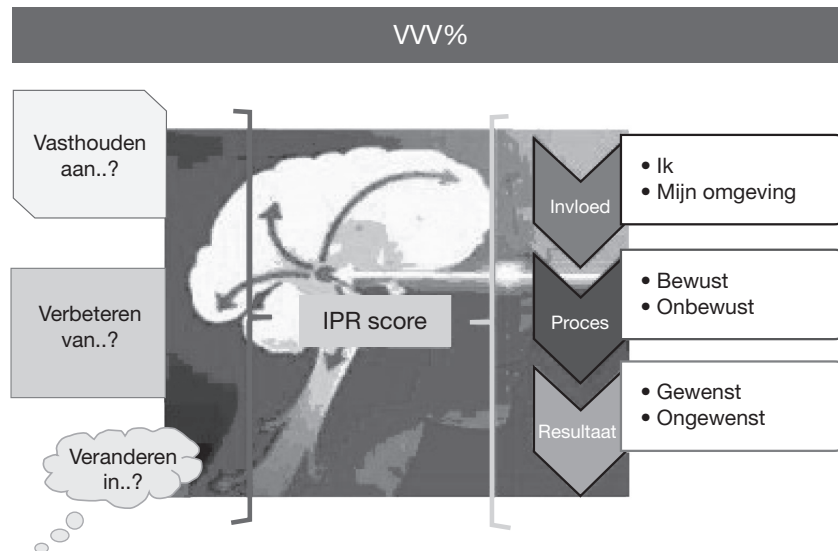 VVV%
Vasthouden
aan..?
Verbeteren
van..?
Veranderen
in..?
IPR score
Invloed
• Ik
• Mijn omgeving
Proces
• Bewust
• Onbewust
Resultaat
• Gewenst
• Ongewenst